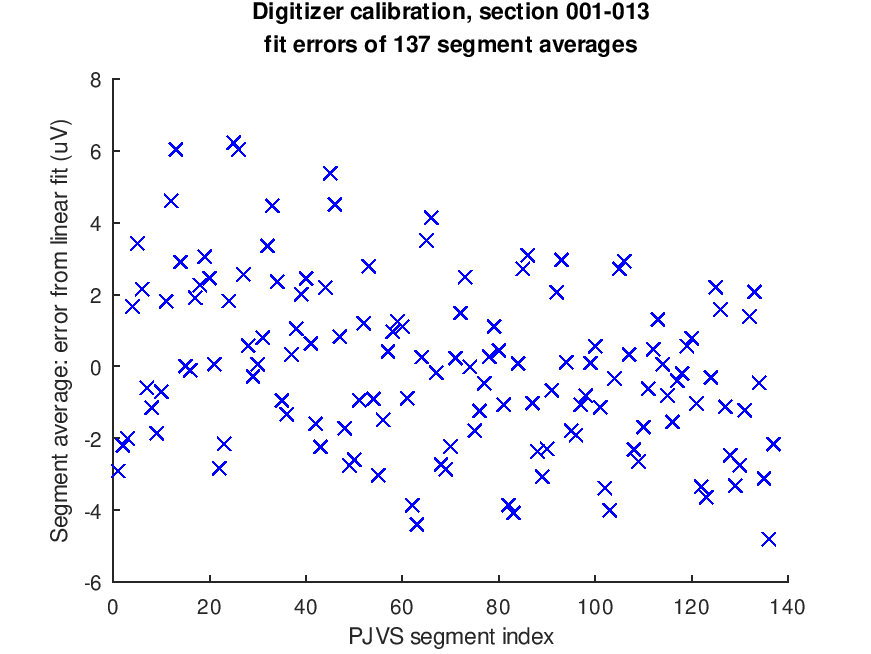 Digitizer calibration, section 001-013
fit errors of 137 segment averages
Segment average: error from linear fit (uV)
8
6
4
2
0
-2
-4
-6
0 20 40 60 80 100 120 140
PJVS segment index